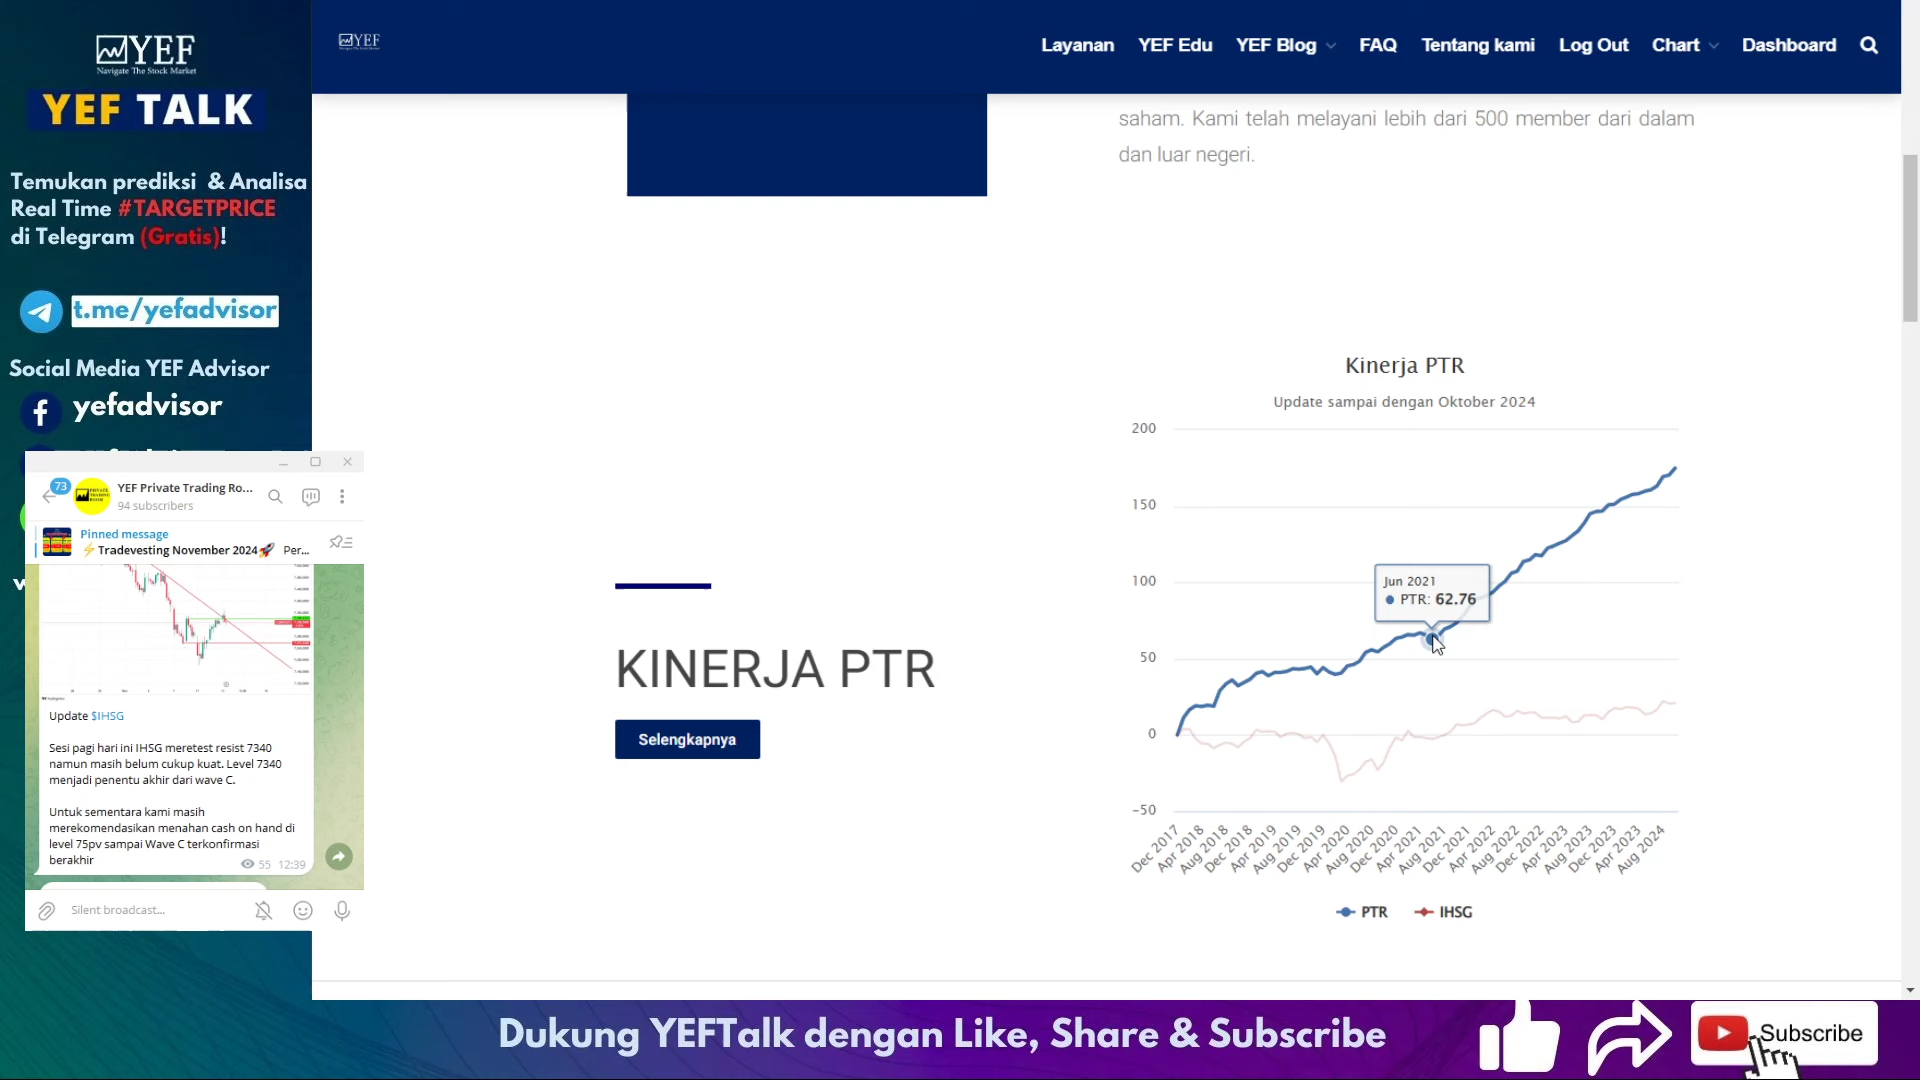 YEF
Navigate The Stock Market
YEF TALK
Temukan prediksi & Analisa
Real Time #TARGETPRICE
di Telegram (Gratis)!
t.me/yefadvisor
Social Media YEF Advisor
yefadvisor
73
YEF Private Trading Ro...
94 subscribers
Pinned message
⚡Tradevesting November 2024🚀 Per...
Update $IHSG
Sesi pagi hari ini IHSG meretest resist 7340
namun masih belum cukup kuat. Level 7340
menjadi penentu akhir dari wave C.
Untuk sementara kami masih
merekomendasikan menahan cash on hand di
level 75pv sampai Wave C terkonfirmasi
berakhir
55 12:39
Silent broadcast...
YEF
Layanan YEF Edu YEF Blog FAQ Tentang kami Log Out Chart Dashboard
saham. Kami telah melayani lebih dari 500 member dari dalam
dan luar negeri.
KINERJA PTR
Selengkapnya
Kinerja PTR
Update sampai dengan Oktober 2024
200
150
100
50
0
−50
Jun 2021
PTR: 62.76
Dec 2017 Apr 2018 Aug 2018 Dec 2018 Apr 2019 Aug 2019 Dec 2019 Apr 2020 Aug 2020 Dec 2020 Apr 2021 Aug 2021 Dec 2021 Apr 2022 Aug 2022 Dec 2022 Apr 2023 Aug 2023 Dec 2023 Apr 2023 Aug 2024
PTR IHSG
Dukung YEFTalk dengan Like, Share & Subscribe
Subscribe